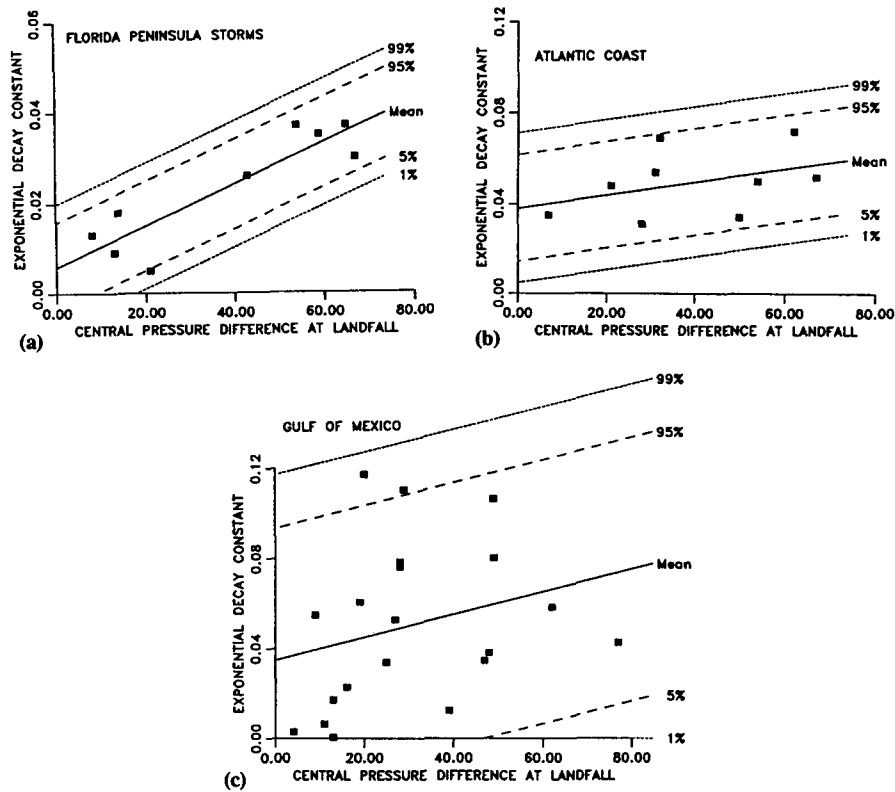 FLORIDA PENINSULA STORMS
EXPONENTIAL DECAY CONSTANT
0.06
0.04
0.02
0.00
99%
95%
Mean
5%
1%
0.00 20.00 40.00 60.00 80.00
CENTRAL PRESSURE DIFFERENCE AT LANDFALL
(a)
ATLANTIC COAST
EXPONENTIAL DECAY CONSTANT
0.12
0.08
0.04
0.00
99%
95%
Mean
5%
1%
0.00 20.00 40.00 60.00 80.00
CENTRAL PRESSURE DIFFERENCE AT LANDFALL
(b)
GULF OF MEXICO
EXPONENTIAL DECAY CONSTANT
0.12
0.08
0.04
0.00
99%
95%
Mean
5%
1%
0.00 20.00 40.00 60.00 80.00
CENTRAL PRESSURE DIFFERENCE AT LANDFALL
(c)